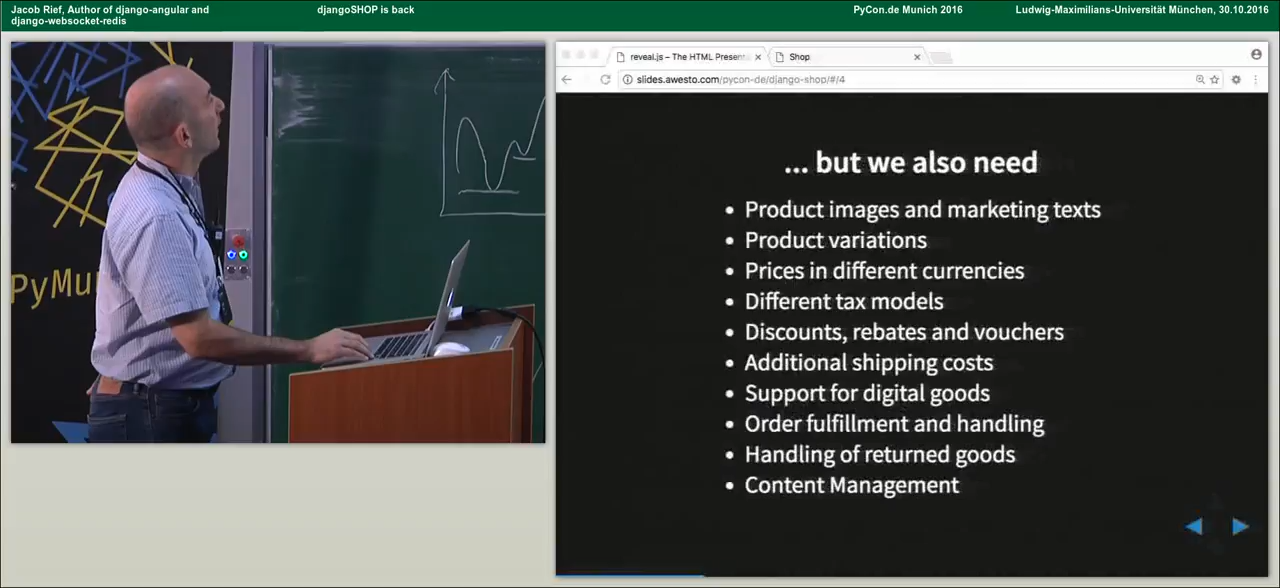 Jacob Rief, Author of django-angular and
django-websocket-redis
djangoSHOP is back
PyCon.de Munich 2016
Ludwig-Maximilians-Universität München, 30.10.2016
PyMu
reveal.js – The HTML Present
Shop
slides.awesto.com/pycon-de/django-shop/#/4
... but we also need
• Product images and marketing texts
• Product variations
• Prices in different currencies
• Different tax models
• Discounts, rebates and vouchers
• Additional shipping costs
• Support for digital goods
• Order fulfillment and handling
• Handling of returned goods
• Content Management